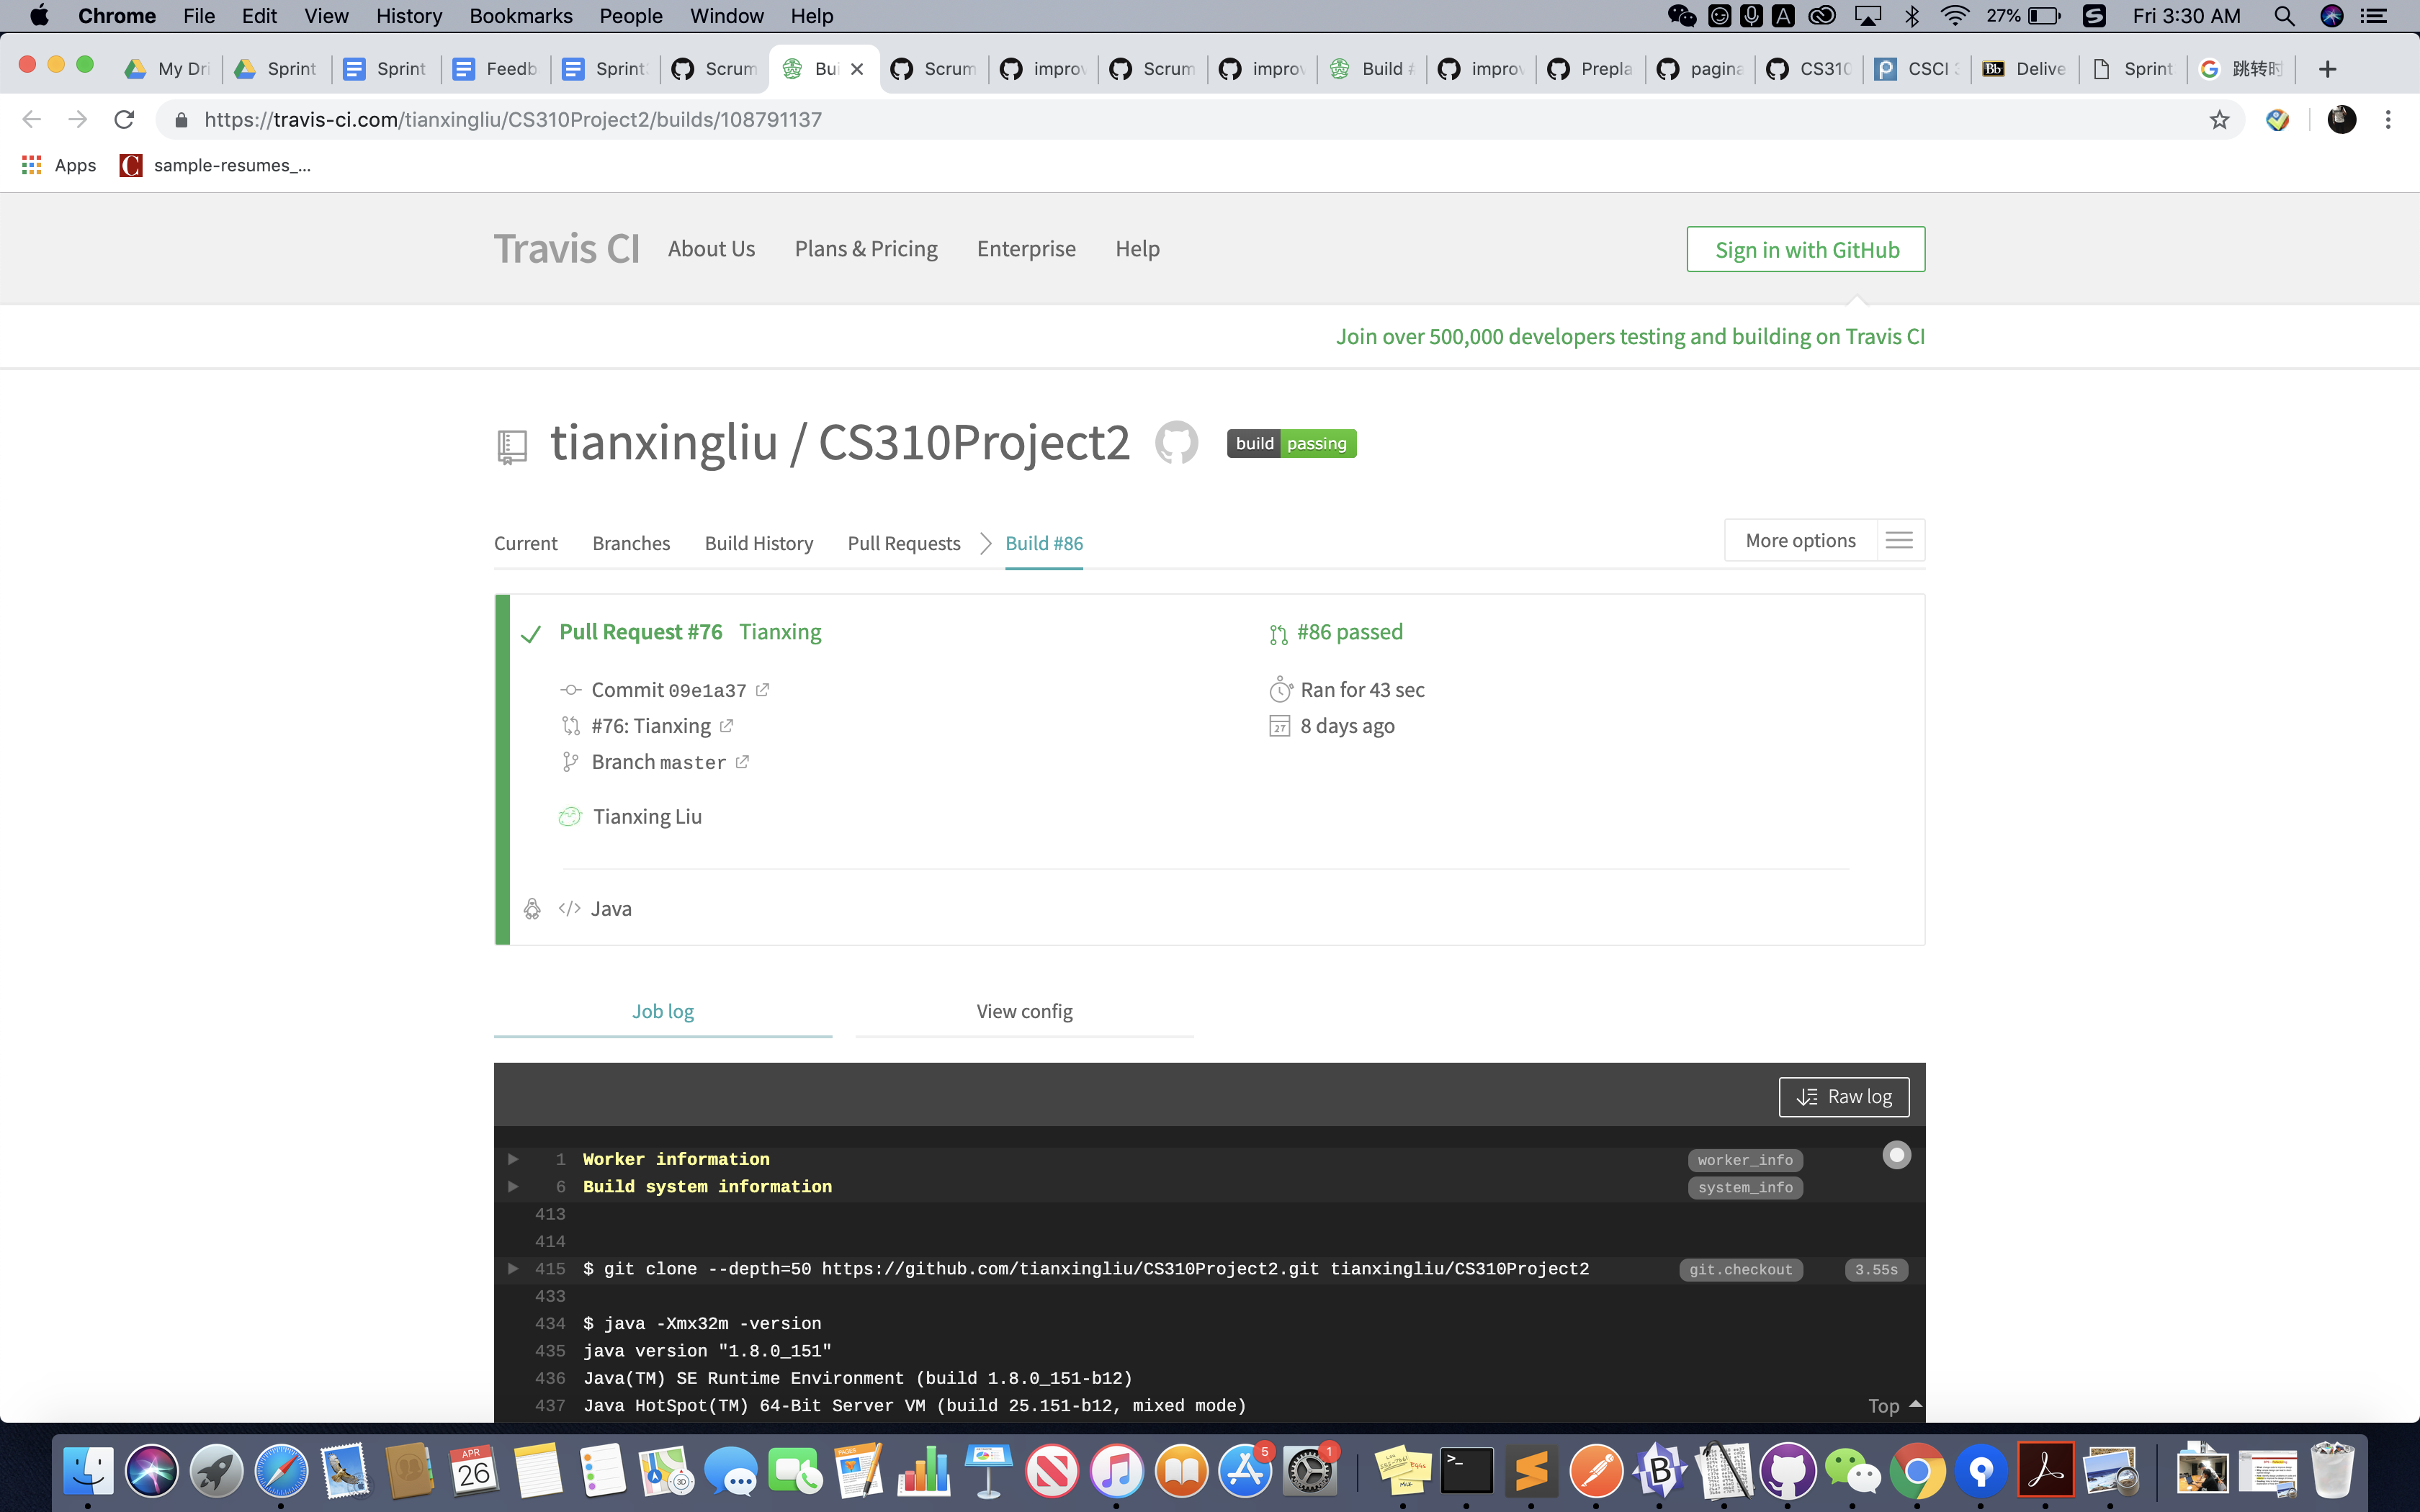 Chrome File Edit View History Bookmarks People Window Help 27% Fri 3:30 AM
My Dri Sprint Sprint Feedb Sprint Scrum Bui Scrum improv Scrum improv Build # improv Prepla pagina CS310 CSCI Delive Sprint 跳转时
https://travis-ci.com/tianxingliu/CS310Project2/builds/108791137
Apps sample-resumes_...
Travis CI About Us Plans & Pricing Enterprise Help Sign in with GitHub
Join over 500,000 developers testing and building on Travis CI
tianxingliu / CS310Project2 build passing
Current Branches Build History Pull Requests Build #86 More options
Pull Request #76 Tianxing #86 passed
Commit 09e1a37 Ran for 43 sec
#76: Tianxing 27 8 days ago
Branch master
Tianxing Liu
</> Java
Job log View config
Raw log
1 Worker information worker_info
6 Build system information system_info
413
414
415 $ git clone --depth=50 https://github.com/tianxingliu/CS310Project2.git tianxingliu/CS310Project2 git.checkout 3.55s
433
434 $ java -Xmx32m -version
435 java version "1.8.0_151"
436 Java(TM) SE Runtime Environment (build 1.8.0_151-b12)
437 Java HotSpot(TM) 64-Bit Server VM (build 25.151-b12, mixed mode)
Top
APR
26
PAGES
3D
5
1